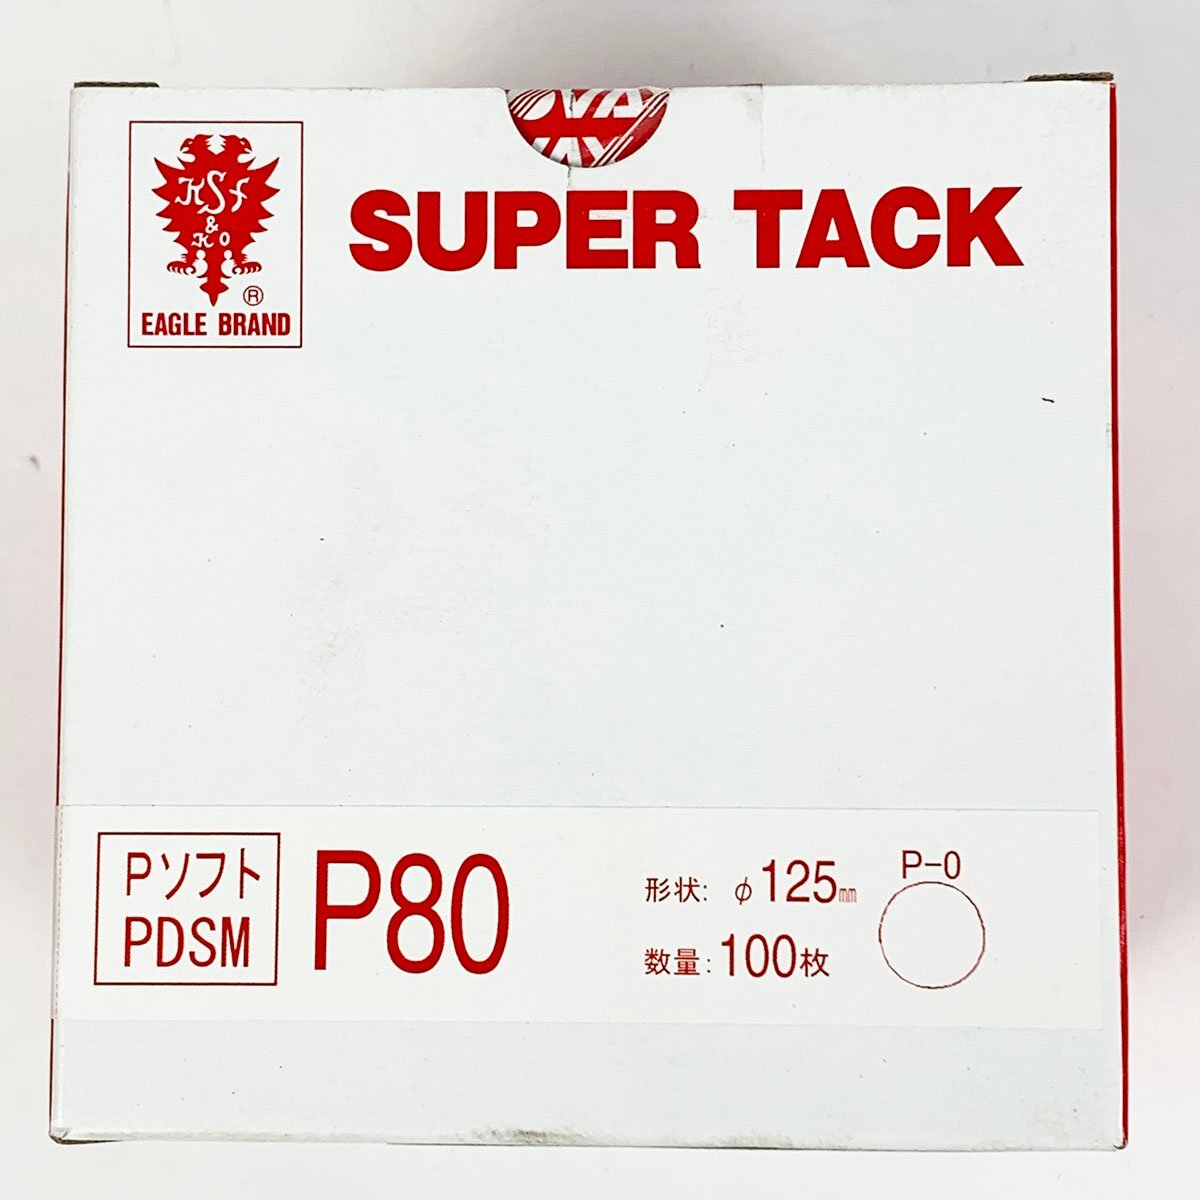 KSf
&
KO
®
EAGLE BRAND
SUPER TACK
Pソフト
PDSM
P80
形状: φ125mm
数量: 100枚
P-0